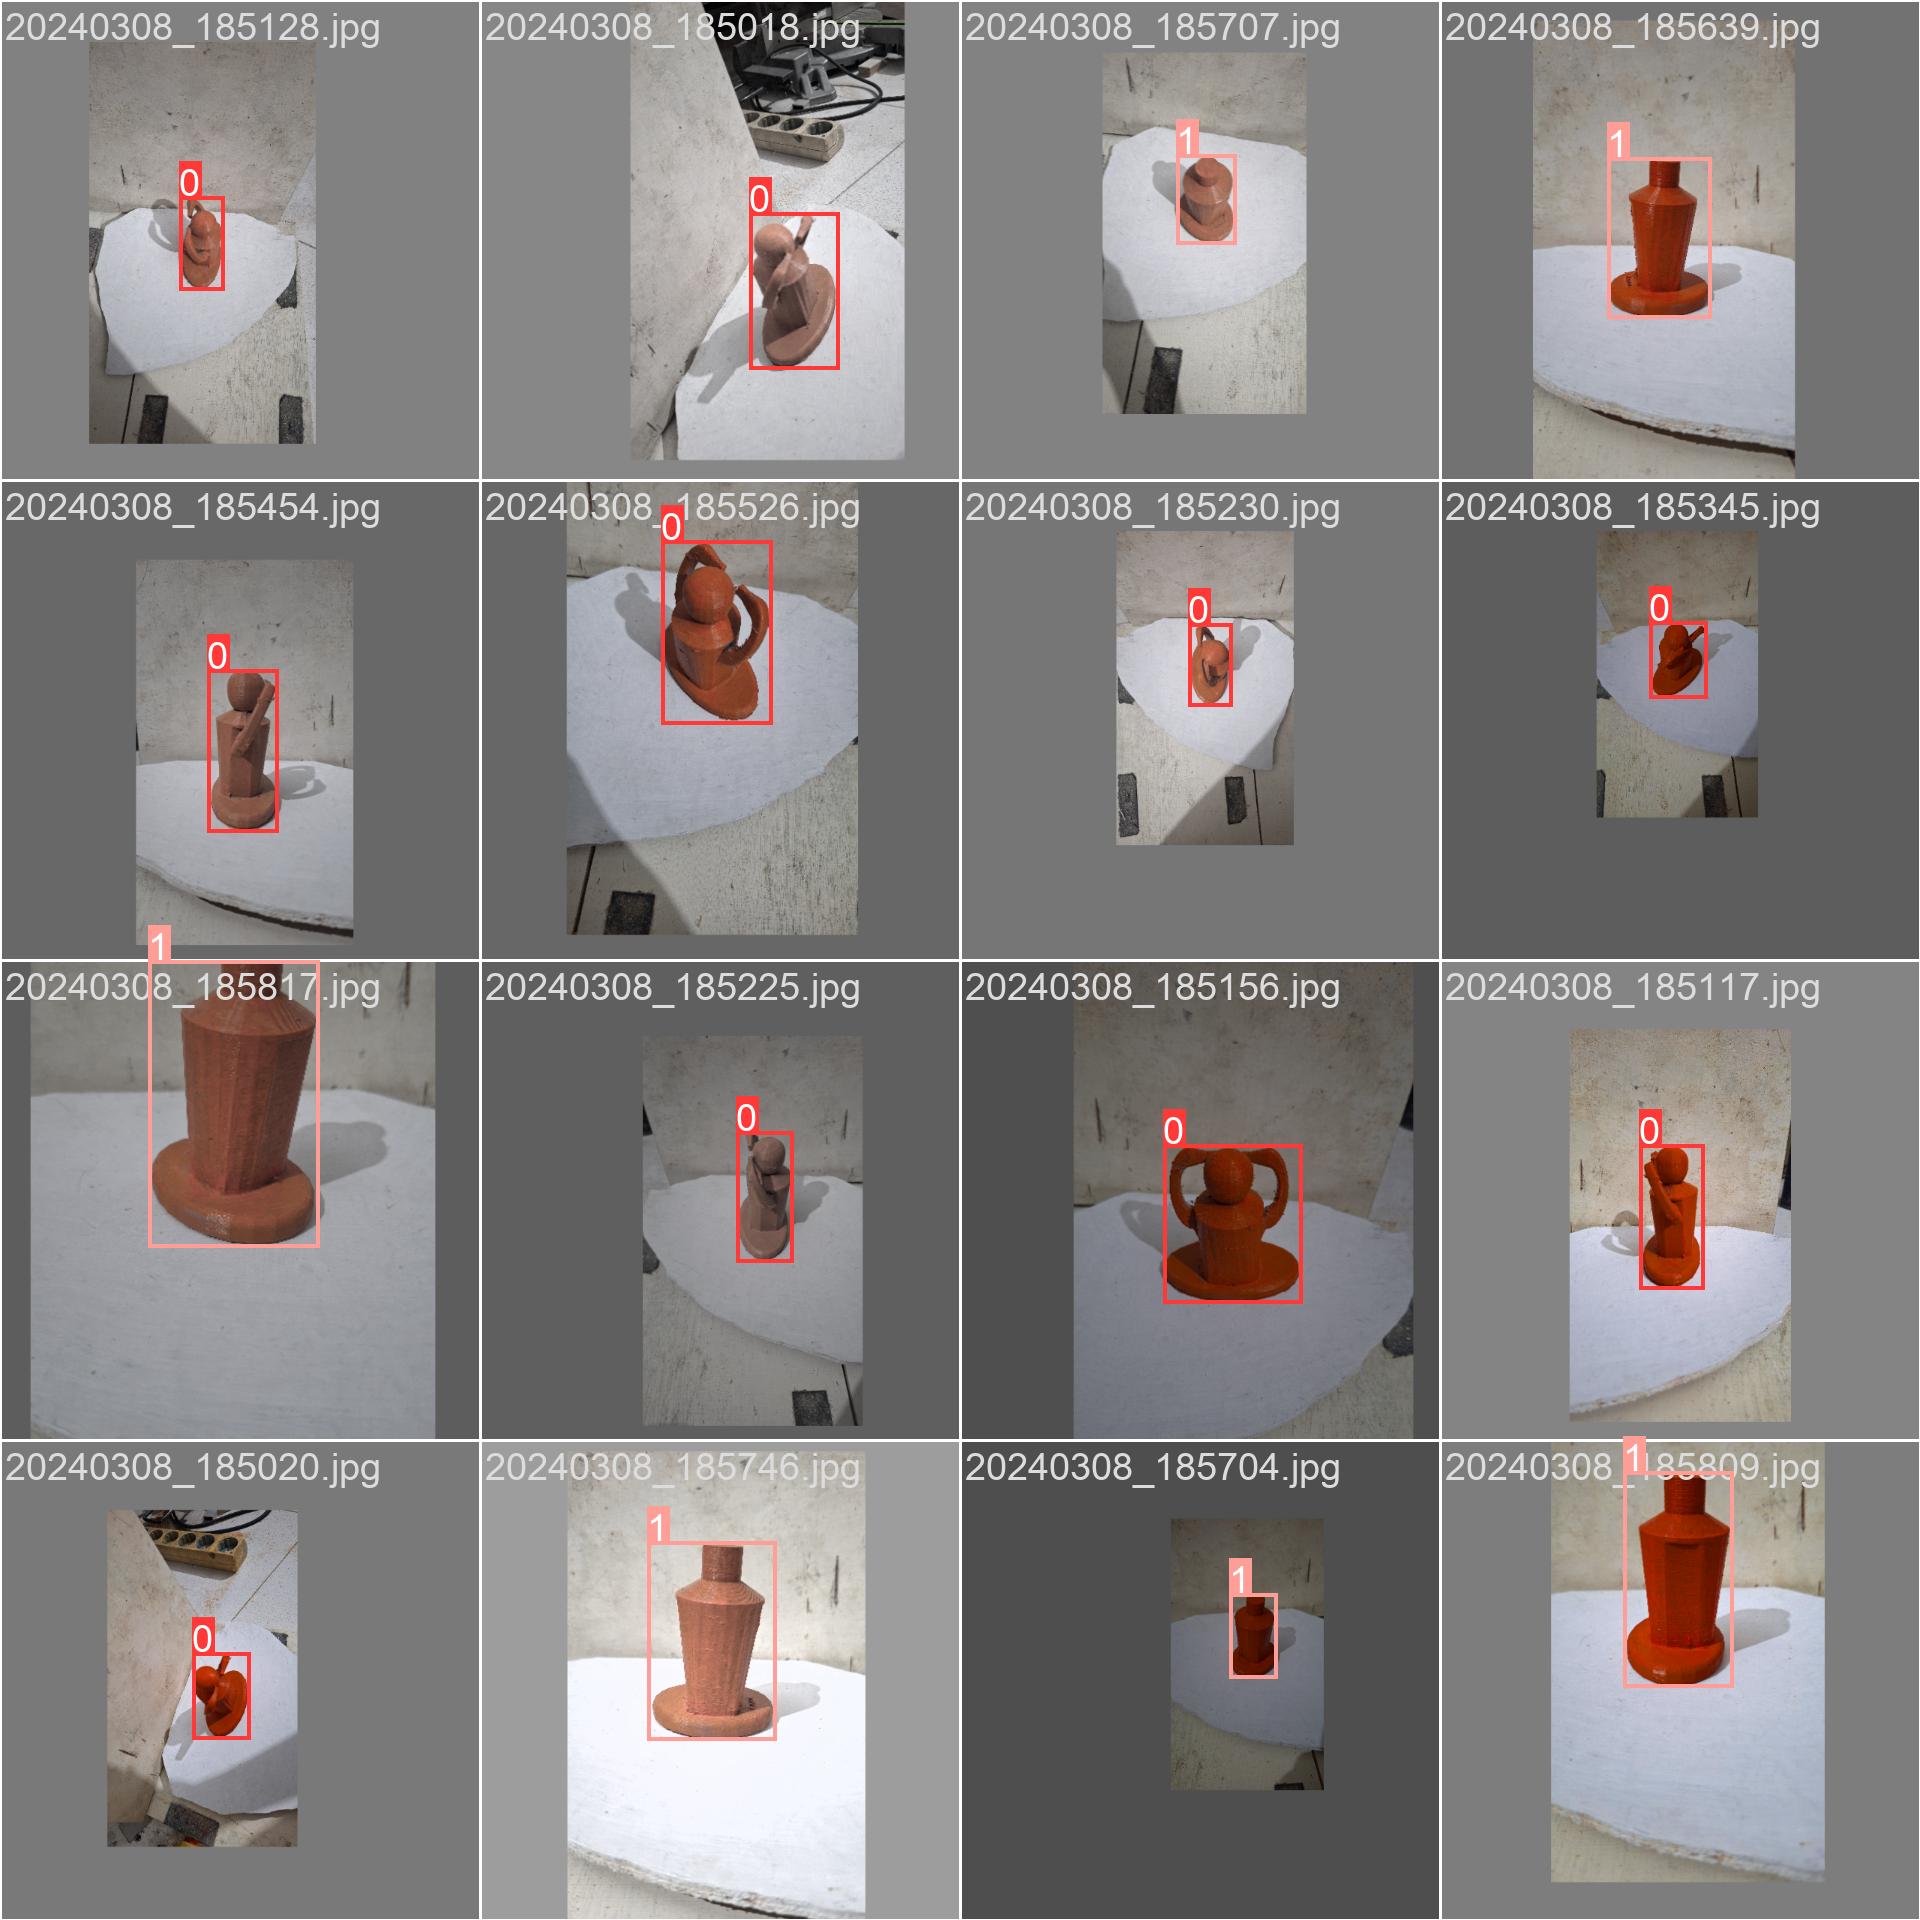 20240308_185128.jpg
20240308_185018.jpg
20240308_185707.jpg
20240308_185639.jpg
0
0
1
1
20240308_185454.jpg
20240308_185526.jpg
20240308_185230.jpg
20240308_185345.jpg
0
0
0
0
20240308_185817.jpg
20240308_185225.jpg
20240308_185156.jpg
20240308_185117.jpg
1
0
0
0
20240308_185020.jpg
20240308_185746.jpg
20240308_185704.jpg
20240308_185809.jpg
0
1
1
1